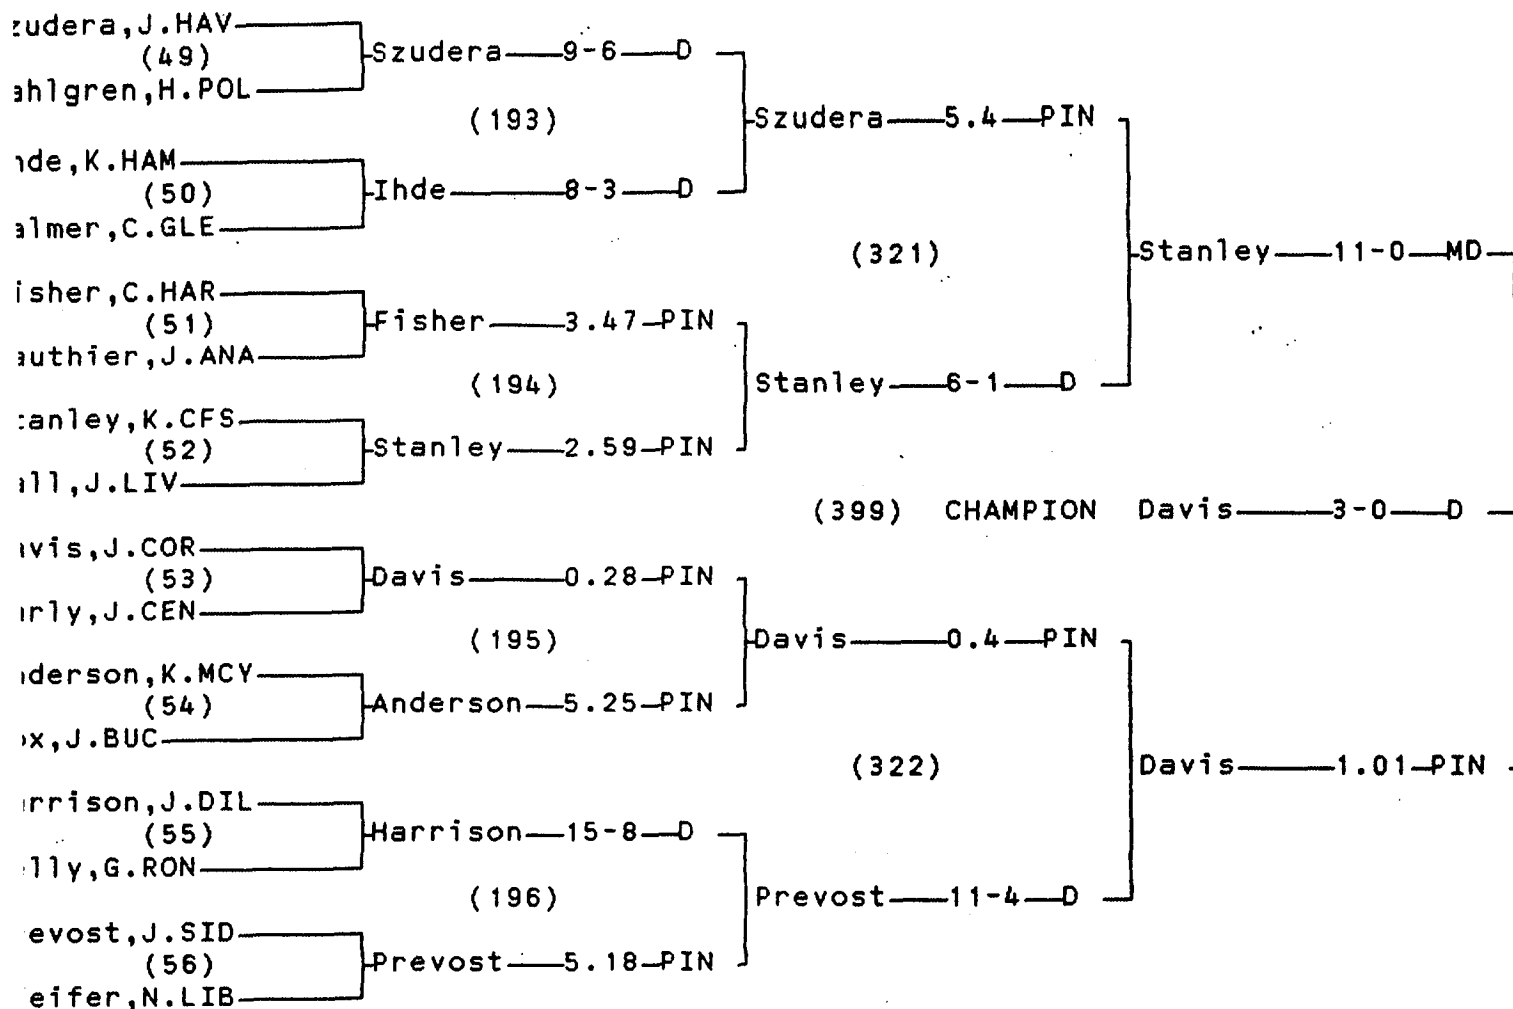 zudera,J.HAV
Szudera 9-6 D
(49)
ahlgren,H.POL
(193)
Szudera 5.4 PIN
nde,K.HAM
(50)
Ihde 8-3 D
almer,C.GLE
(321)
Stanley 11-0 MD
isher,C.HAR
(51)
Fisher 3.47 PIN
authier,J.ANA
(194)
Stanley 6-1 D
tanley,K.CFS
(52)
Stanley 2.59 PIN
all,J.LIV
(399) CHAMPION Davis 3-0 D
avis,J.COR
(53)
Davis 0.28 PIN
arly,J.CEN
(195)
Davis 0.4 PIN
nderson,K.MCY
(54)
Anderson 5.25 PIN
ox,J.BUC
(322)
Davis 1.01 PIN
rrison,J.DIL
(55)
Harrison 15-8 D
lly,G.RON
(196)
Prevost 11-4 D
evost,J.SID
(56)
Prevost 5.18 PIN
eifer,N.LIB